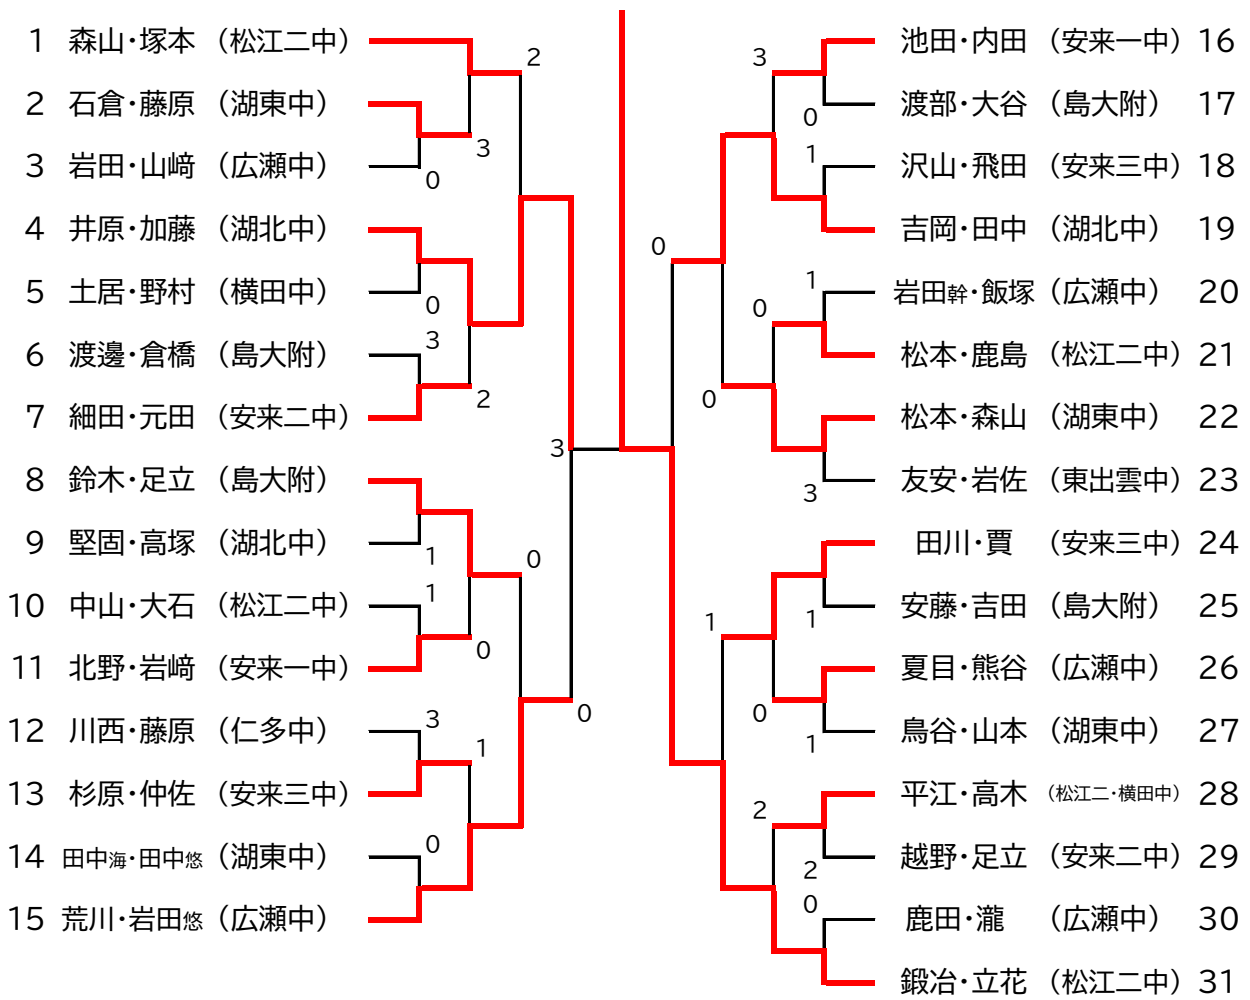 1 森山・塚本 (松江二中)
2 石倉・藤原 (湖東中)
3 岩田・山﨑 (広瀬中)
4 井原・加藤 (湖北中)
5 土居・野村 (横田中)
6 渡邊・倉橋 (島大附)
7 細田・元田 (安来二中)
8 鈴木・足立 (島大附)
9 堅固・高塚 (湖北中)
10 中山・大石 (松江二中)
11 北野・岩﨑 (安来一中)
12 川西・藤原 (仁多中)
13 杉原・仲佐 (安来三中)
14 田中海・田中悠 (湖東中)
15 荒川・岩田悠 (広瀬中)
2
3
0
0
3
2
1
1
0
0
3
1
0
3
0
0
3
0
1
1
0
0
3
1
1
0
2
2
0
池田・内田 (安来一中) 16
渡部・大谷 (島大附) 17
沢山・飛田 (安来三中) 18
吉岡・田中 (湖北中) 19
岩田幹・飯塚 (広瀬中) 20
松本・鹿島 (松江二中) 21
松本・森山 (湖東中) 22
友安・岩佐 (東出雲中) 23
田川・賈 (安来三中) 24
安藤・吉田 (島大附) 25
夏目・熊谷 (広瀬中) 26
鳥谷・山本 (湖東中) 27
平江・高木 (松江二・横田中) 28
越野・足立 (安来二中) 29
鹿田・瀧 (広瀬中) 30
鍛冶・立花 (松江二中) 31